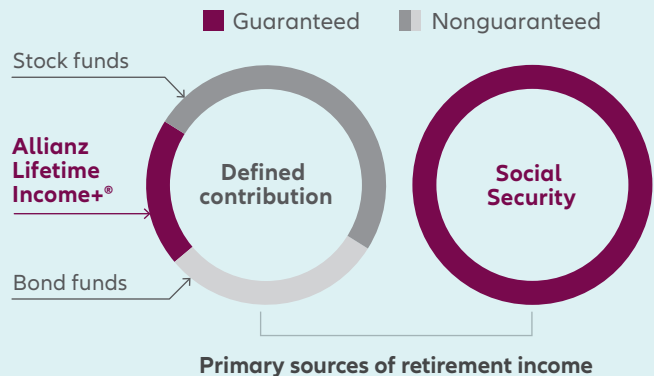 Guaranteed
Nonguaranteed
Stock funds
Allianz
Lifetime
Income+®
Bond funds
Defined
contribution
Social
Security
Primary sources of retirement income